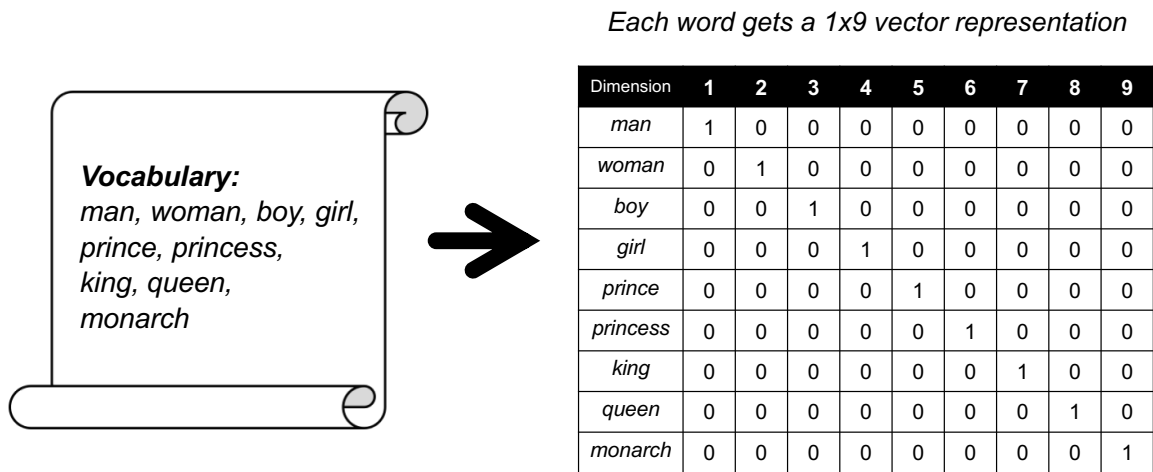 Each word gets a 1x9 vector representation
Vocabulary:
man, woman, boy, girl,
prince, princess,
king, queen,
monarch
Dimension 1 2 3 4 5 6 7 8 9
man 1 0 0 0 0 0 0 0 0
woman 0 1 0 0 0 0 0 0 0
boy 0 0 1 0 0 0 0 0 0
girl 0 0 0 1 0 0 0 0 0
prince 0 0 0 0 1 0 0 0 0
princess 0 0 0 0 0 1 0 0 0
king 0 0 0 0 0 0 1 0 0
queen 0 0 0 0 0 0 0 1 0
monarch 0 0 0 0 0 0 0 0 1